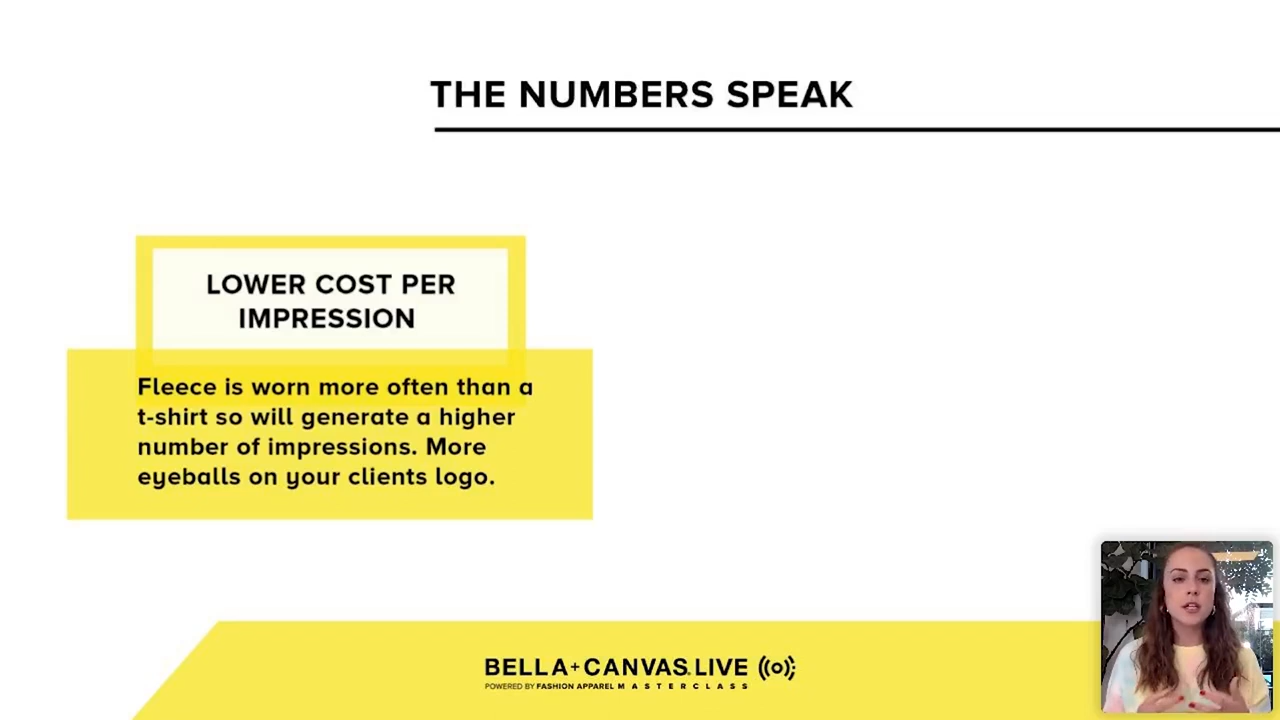 THE NUMBERS SPEAK
LOWER COST PER
IMPRESSION
Fleece is worn more often than a
t-shirt so will generate a higher
number of impressions. More
eyeballs on your clients logo.
BELLA+CANVAS.LIVE
POWERED BY FASHION APPAREL MASTERCLASS